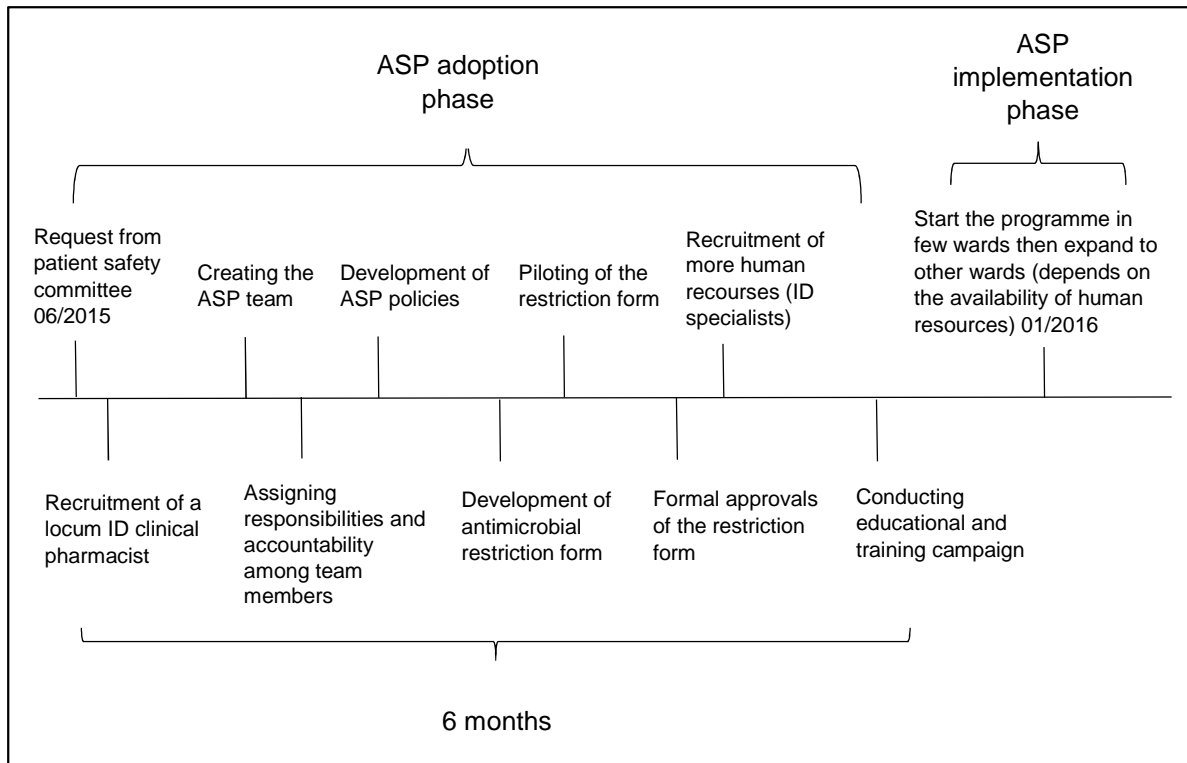 ASP adoption
phase
ASP
implementation
phase
Request from
patient safety
committee
06/2015
Creating the
ASP team
Development of
ASP policies
Piloting of the
restriction form
Recruitment of
more human
recourses (ID
specialists)
Start the programme in
few wards then expand to
other wards (depends on
the availability of human
resources) 01/2016
Recruitment of a
locum ID clinical
pharmacist
Assigning
responsibilities and
accountability
among team
members
Development of
antimicrobial
restriction form
Formal approvals
of the restriction
form
Conducting
educational and
training campaign
6 months